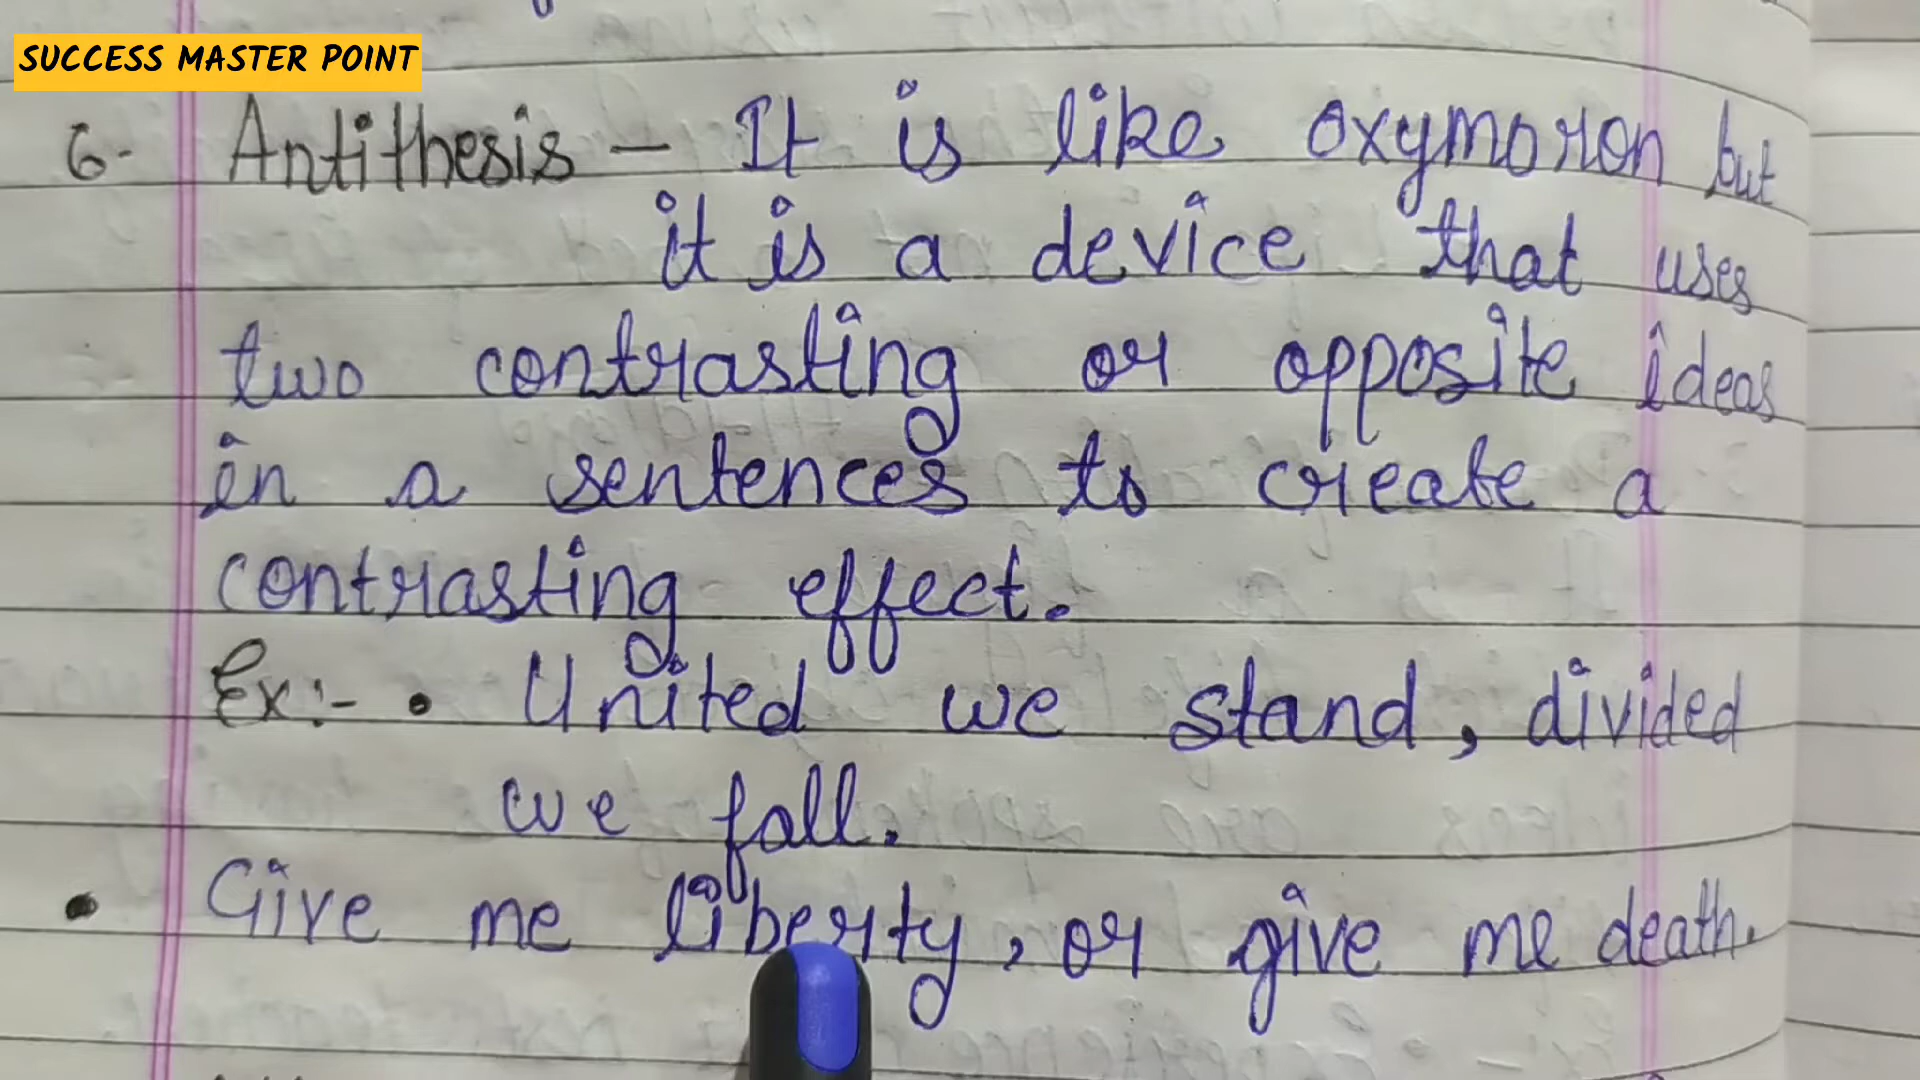 SUCCESS MASTER POINT
6- Antithesis - It is like oxymoron but
it is a device that uses
two contrasting or opposite ideas
in a sentences to create a
contrasting effect.
Ex:- • United we stand, divided
we fall.
• Give me liberty, or give me death.